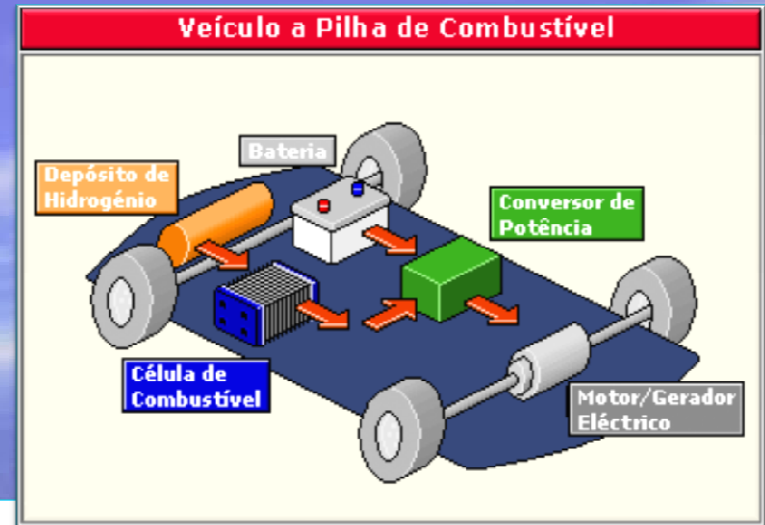 Veículo a Pilha de Combustível
Bateria
Depósito de
Hidrogénio
Conversor de
Potência
Célula de
Combustível
Motor/Gerador
Eléctrico